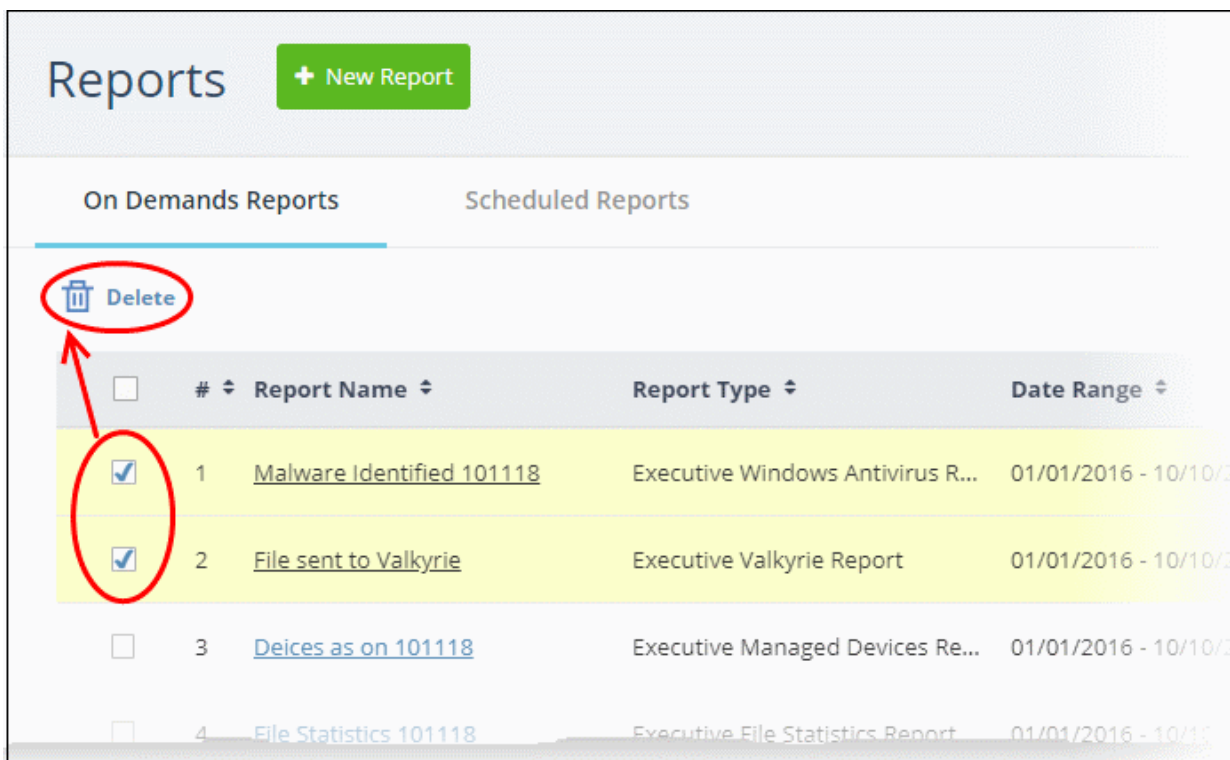 Reports
+ New Report
On Demands Reports Scheduled Reports
Delete
# Report Name Report Type Date Range
1 Malware Identified 101118 Executive Windows Antivirus R... 01/01/2016 - 10/10/
2 File sent to Valkyrie Executive Valkyrie Report 01/01/2016 - 10/10/
3 Deices as on 101118 Executive Managed Devices Re... 01/01/2016 - 10/10/
4 File Statistics 101118 Executive File Statistics Report 01/01/2016 -